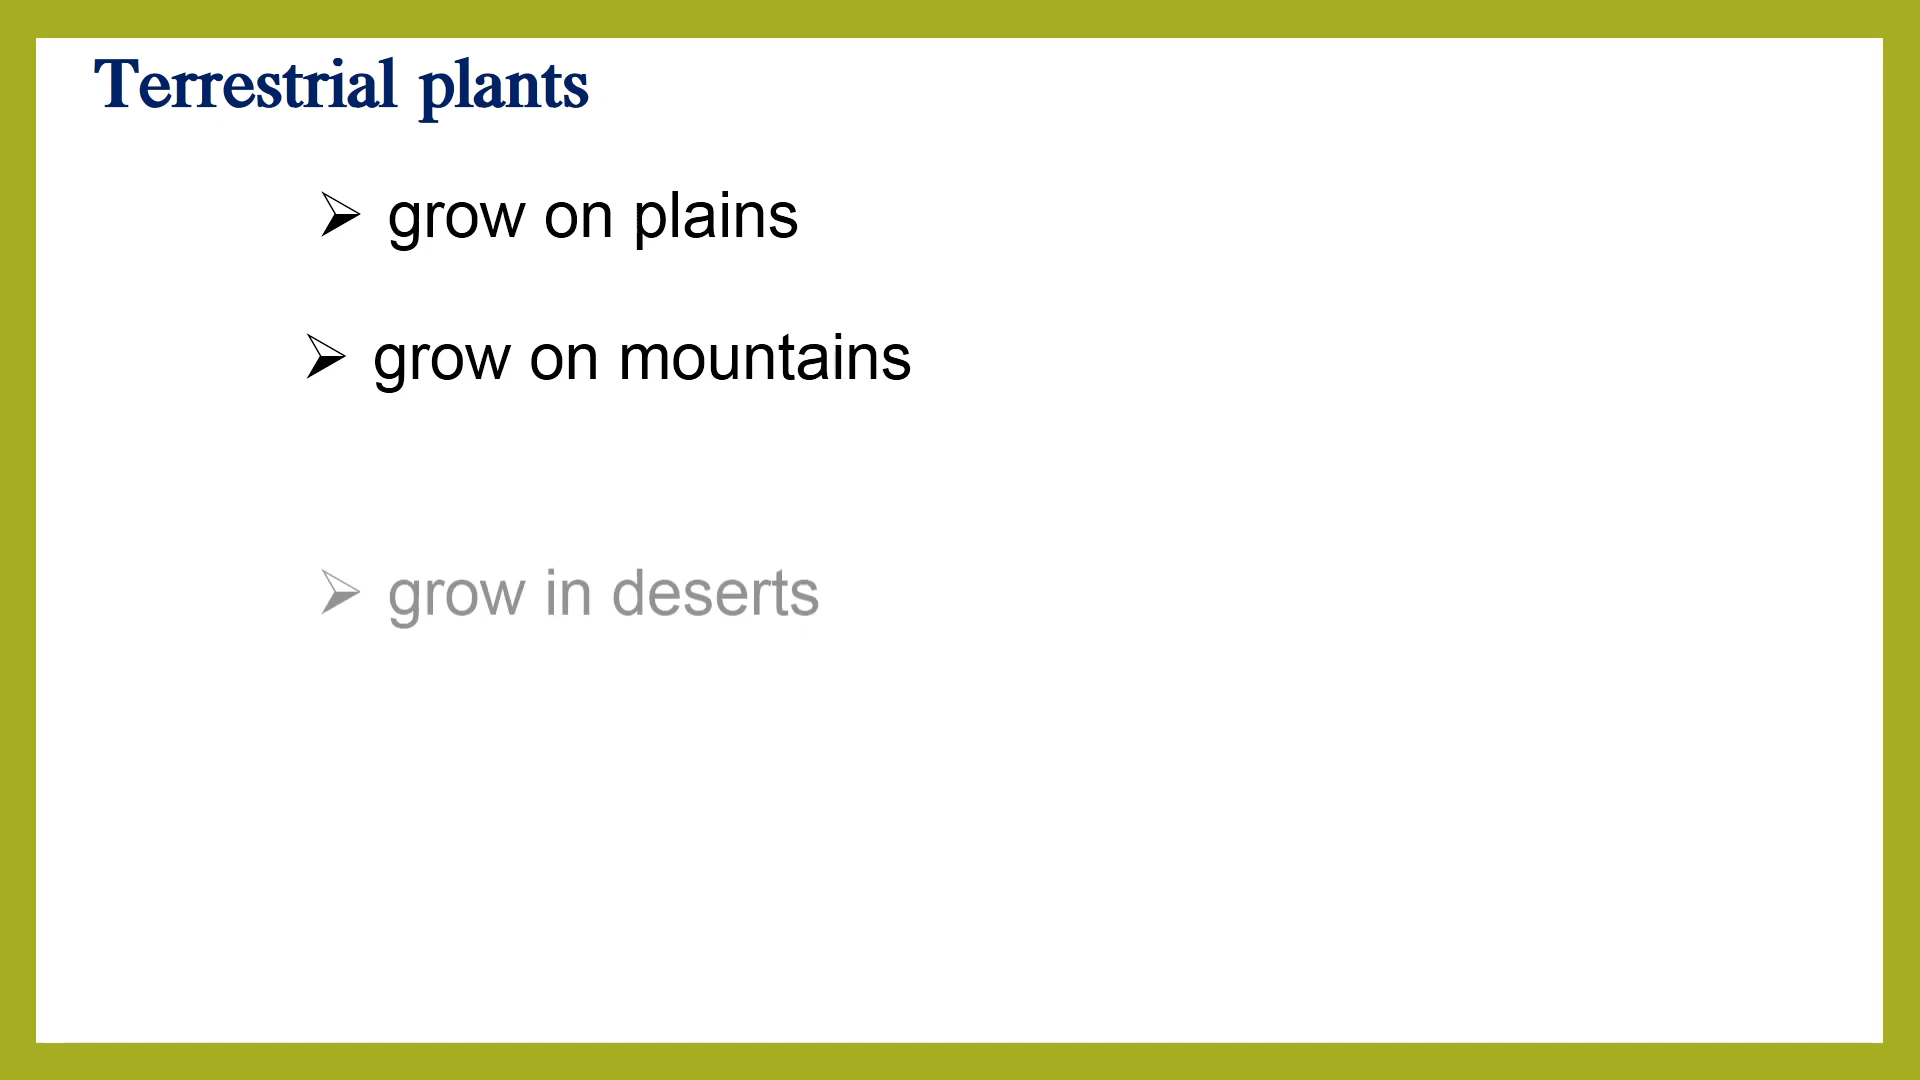 Terrestrial plants
➢ grow on plains
➢ grow on mountains
➢ grow in deserts